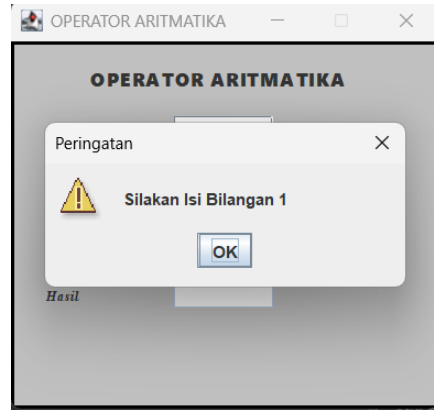 OPERATOR ARITMATIKA
OPERATOR ARITMATIKA
Peringatan
Silakan Isi Bilangan 1
OK
Hasil